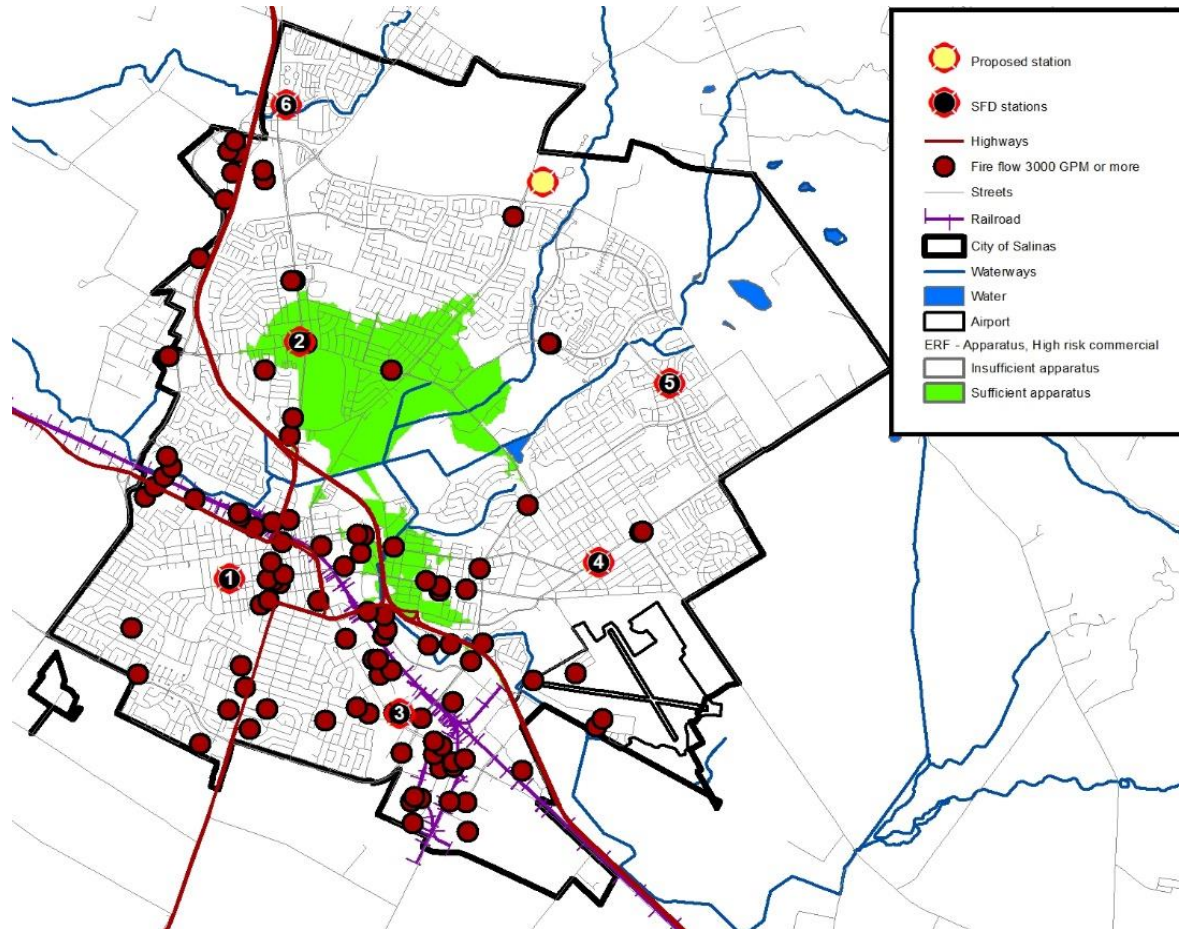 Proposed station
SFD stations
Highways
Fire flow 3000 GPM or more
Streets
Railroad
City of Salinas
Waterways
Water
Airport
ERF - Apparatus, High risk commercial
Insufficient apparatus
Sufficient apparatus
6
2
5
4
1
3